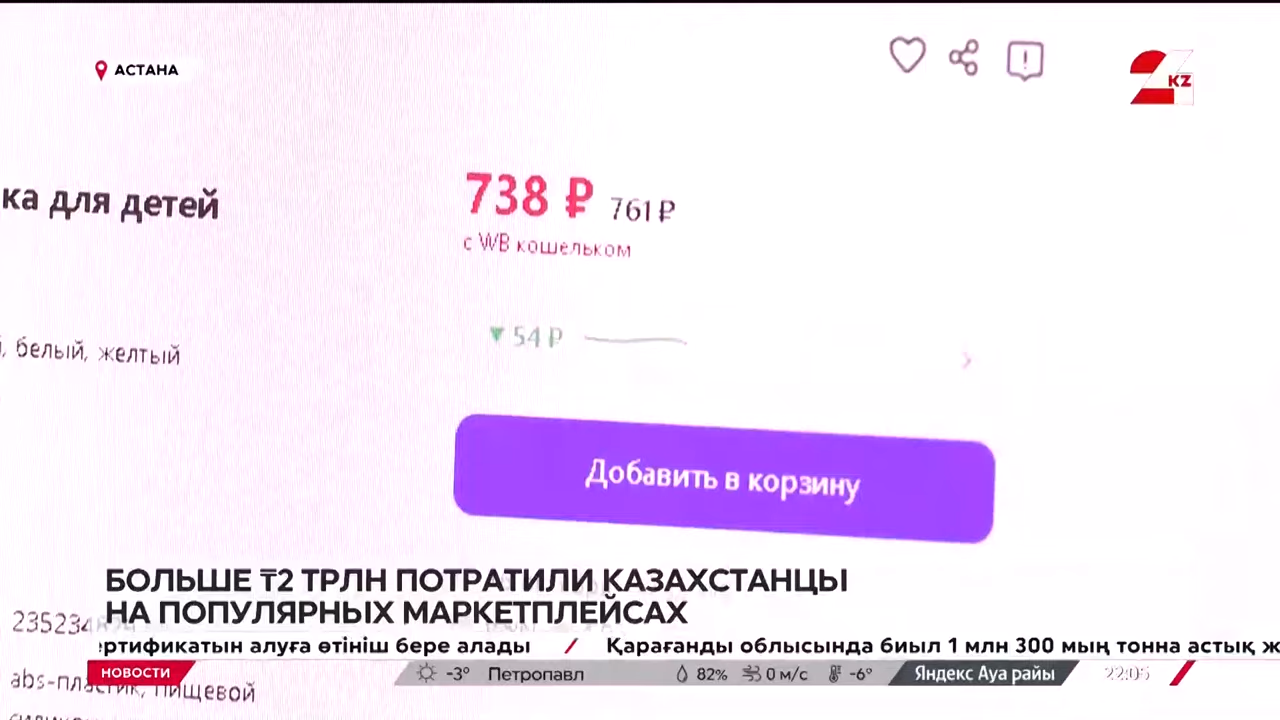 АСТАНА
KZ
ка для детей
738 ₽ 761 ₽
с WB кошельком
54 ₽
белый, желтый
Добавить в корзину
БОЛЬШЕ ₸2 ТРЛН ПОТРАТИЛИ КАЗАХСТАНЦЫ
НА ПОПУЛЯРНЫХ МАРКЕТПЛЕЙСАХ
235234
ертификатын алуға өтініш бере алады / Қарағанды облысында биыл 1 млн 300 мың тонна астық ж
НОВОСТИ -3° Петропавл 82% 0 м/с -6° Яндекс Ауа райы 22:05
abs-пластик, пищевой